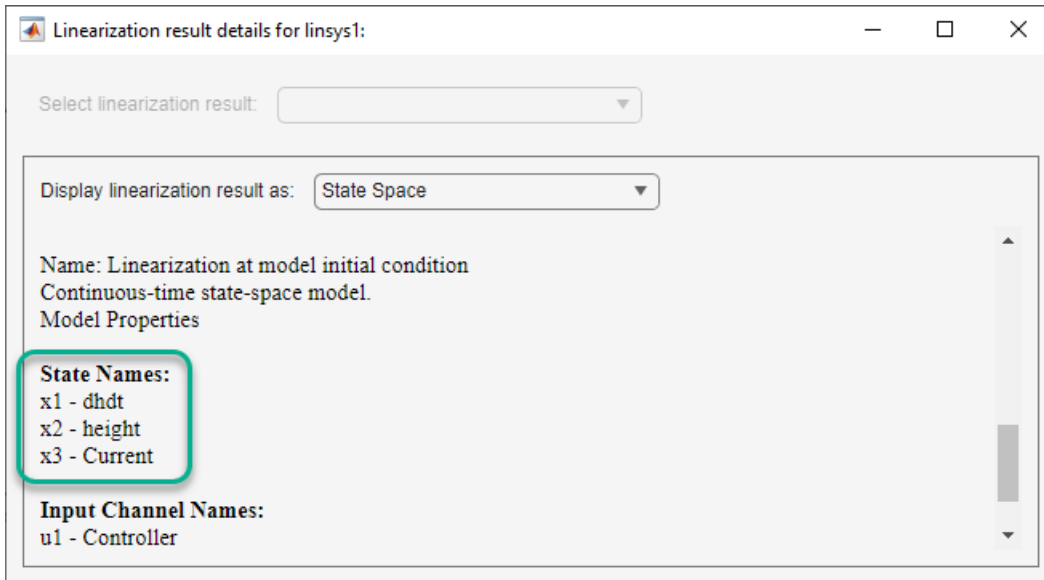 Linearization result details for linsys1:
Select linearization result:
Display linearization result as: State Space
Name: Linearization at model initial condition
Continuous-time state-space model.
Model Properties
State Names:
x1 - dhdt
x2 - height
x3 - Current
Input Channel Names:
u1 - Controller